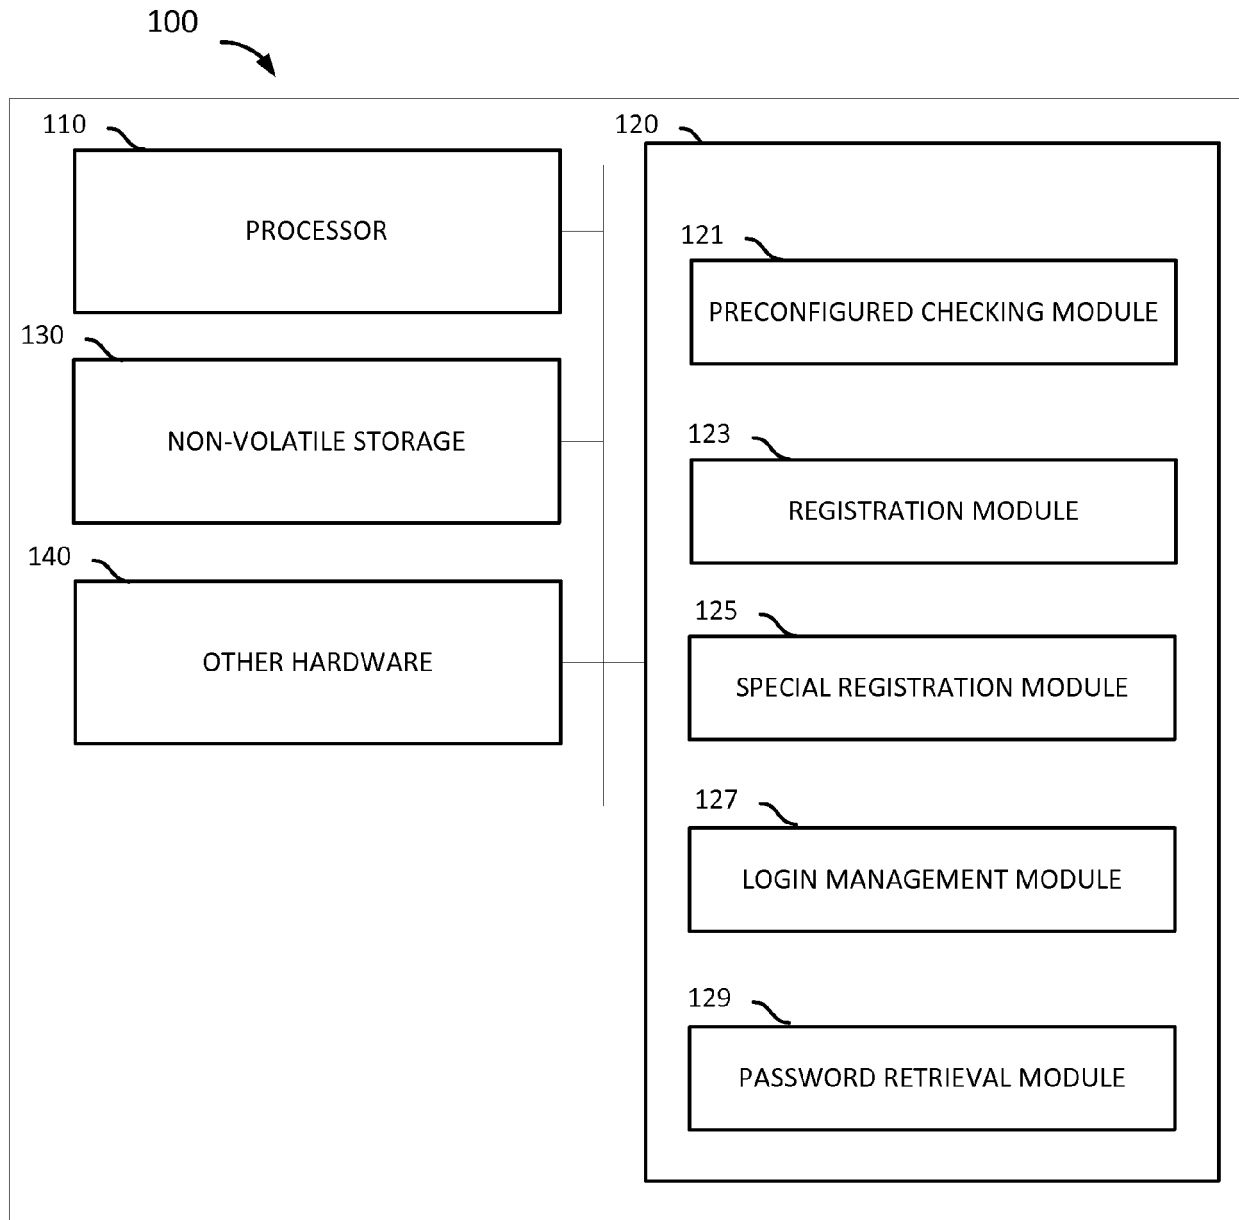 100
110
PROCESSOR
130
NON-VOLATILE STORAGE
140
OTHER HARDWARE
120
121
PRECONFIGURED CHECKING MODULE
123
REGISTRATION MODULE
125
SPECIAL REGISTRATION MODULE
127
LOGIN MANAGEMENT MODULE
129
PASSWORD RETRIEVAL MODULE